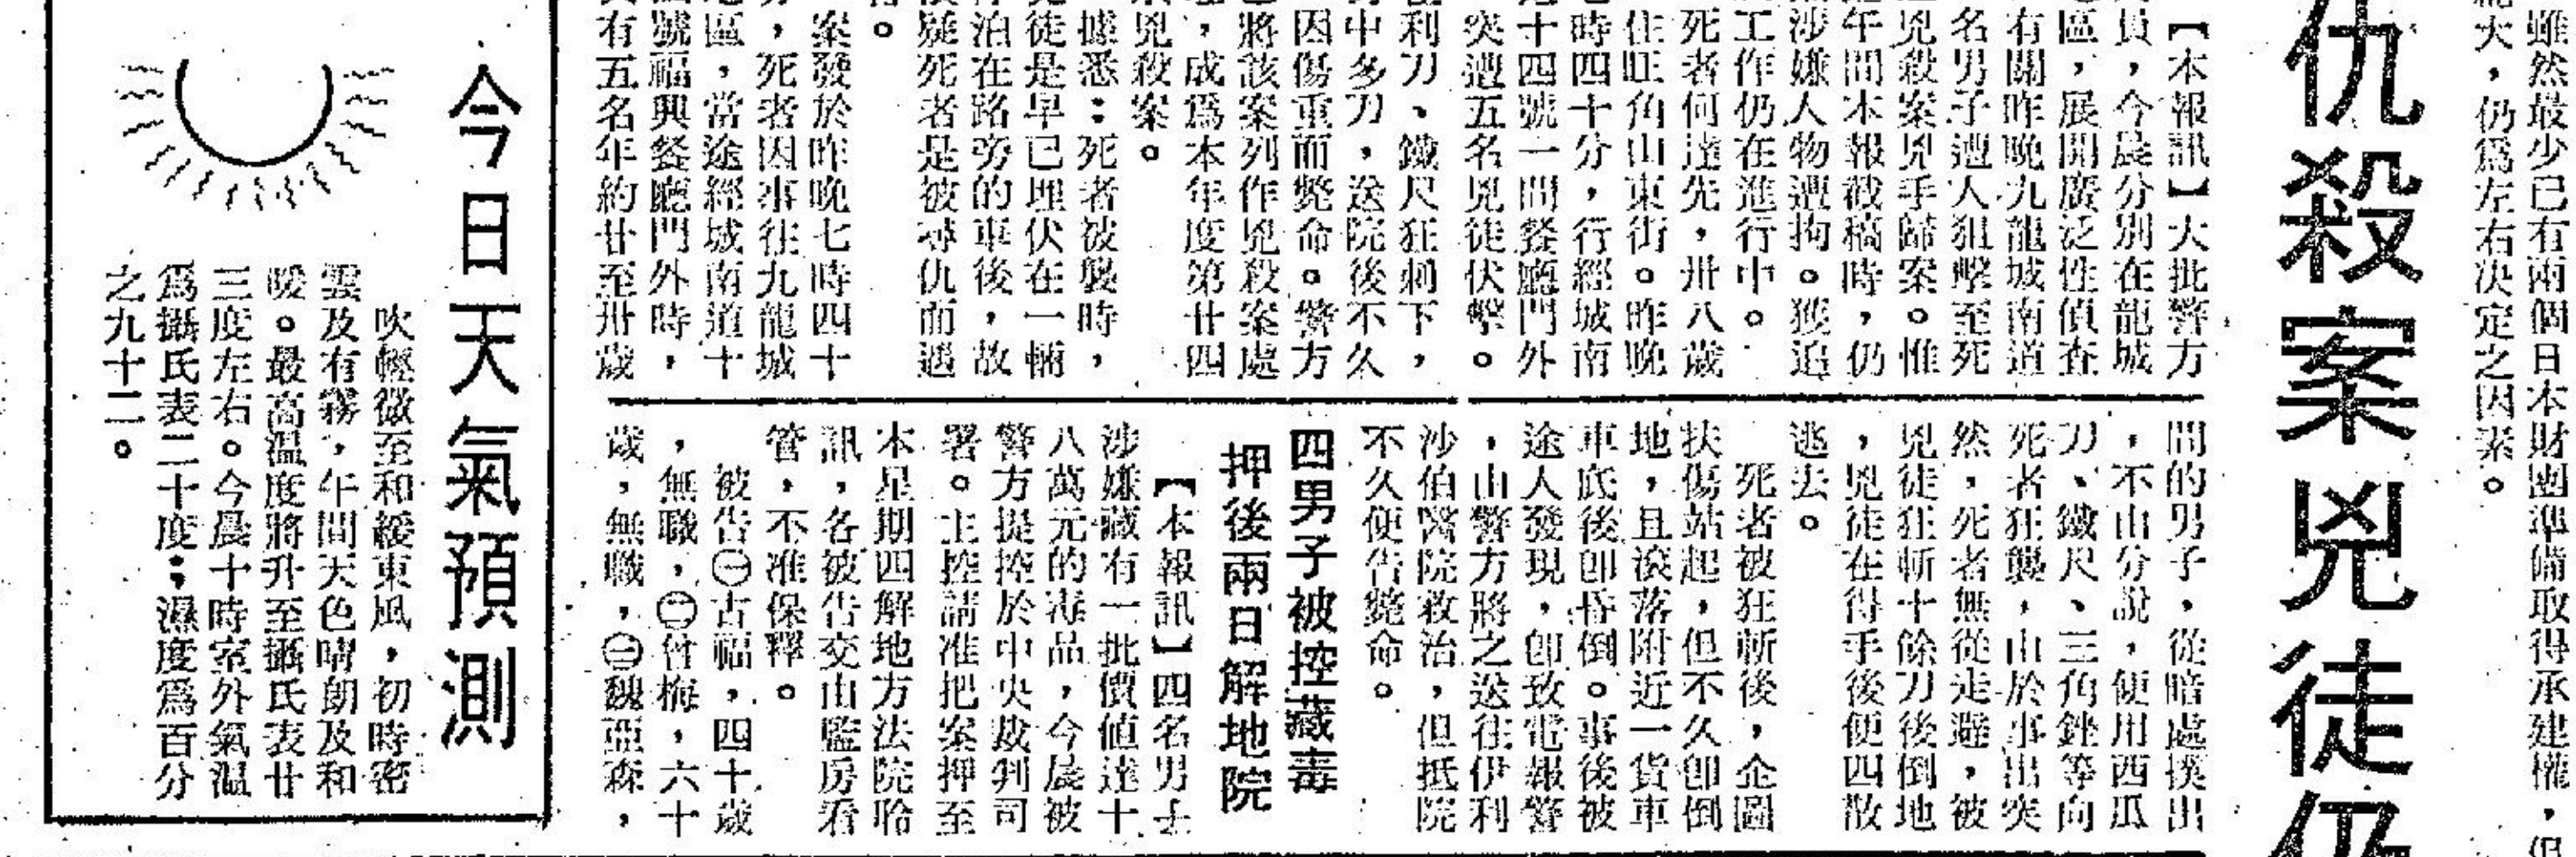 雖然最少已有兩個日本財團準備取得承建權，但
大，仍爲左右决定之因素。
仇殺案兇徒仍
【本報訊】大批警方
員，今晨分別在龍城
區，展開廣泛性偵查
有關昨晚九龍城南道
名男子遭人狙擊至死
兇殺案兇手歸案。惟
午間本報截稿時，仍
涉嫌人物遭拘。獲追
工作仍在進行中。
死者何達先，卅八歲
住旺角山東街。昨晚
時四十分，行經城南
十四號一間餐廳門外
突遭五名兇徒伏擊。
利刀、鐵尺狂刺下，
中多刀，送院後不久
因傷重而斃命。警方
將該案列作兇殺案處
，成爲本年度第廿四
兇殺案。
據悉：死者被襲時，
徒是早已埋伏在一輛
泊在路旁的車後，故
疑死者是被尋仇而遇
。
案發於昨晚七時四十
，死者因事往九龍城
區，當途經城南道十
號福興餐廳門外時，
有五名年約廿至卅歲
間的男子，從暗處撲出
，不由分說，便用西瓜
刀、鐵尺、三角銼等向
死者狂襲，由於事出突
然，死者無從走避，被
兇徒狂斬十餘刀後倒地
，兇徒在得手後便四散
逃去。
死者被狂斬後，企圖
扶傷站起，但不久即倒
地，且滾落附近一貨車
車底後即昏倒。事後被
途人發現，即致電報警
，由警方將之送往伊利
沙伯醫院救治，但抵院
不久便告斃命。
四男子被控藏毒
押後兩日解地院
【本報訊】四名男士
涉嫌藏有一批價值達十
八萬元的毒品，今晨被
警方提控於中央裁判司
署。主控請准把案押至
本星期四解地方法院聆
訊，各被告交由監房看
管，不准保釋。
被告㊀古福，四十歲
，無職，㊁曾梅，六十
歲，無職，㊂魏亞森，
今日天氣預測
吹輕微至和緩東風，初時密
雲及有霧，午間天色晴朗及和
暖。最高温度將升至攝氏表廿
三度左右。今晨十時室外氣温
爲攝氏表二十度；濕度爲百分
之九十二。